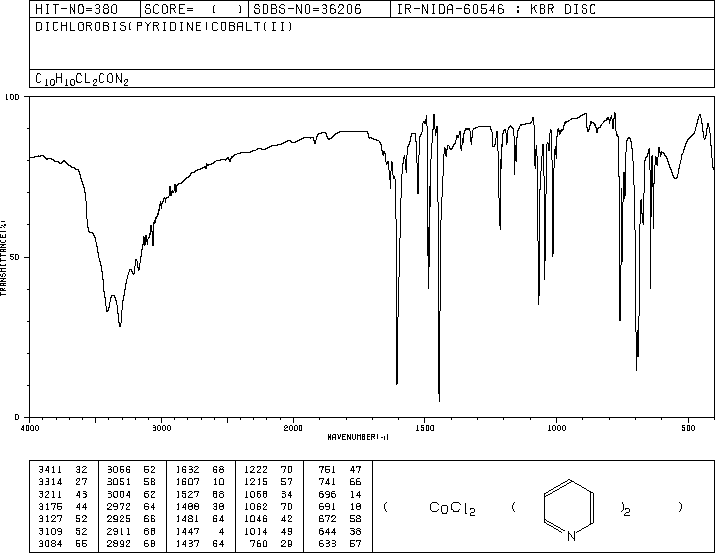 HIT-NO=380 SCORE= ( ) SDBS-NO=36206 IR-NIDA-60546 : KBR DISC
DICHLOROBIS(PYRIDINE)COBALT(II)
C₁₀H₁₀CL₂CON₂
100
TRANSMITTANCE(%)
50
0
4000 3000 2000 1500 1000 500
WAVENUMBER(-1)
3411 32 3066 52 1632 68 1222 70 751 47
3314 27 3051 58 1607 10 1215 57 741 66
3211 43 3004 62 1527 68 1068 34 696 14
3175 44 2972 64 1488 38 1062 70 691 18
3127 52 2925 66 1481 64 1046 42 672 58
3109 52 2911 68 1447 4 1014 49 644 38
3084 55 2892 68 1437 64 760 29 633 57
( CoCl₂ ( N )₂ )